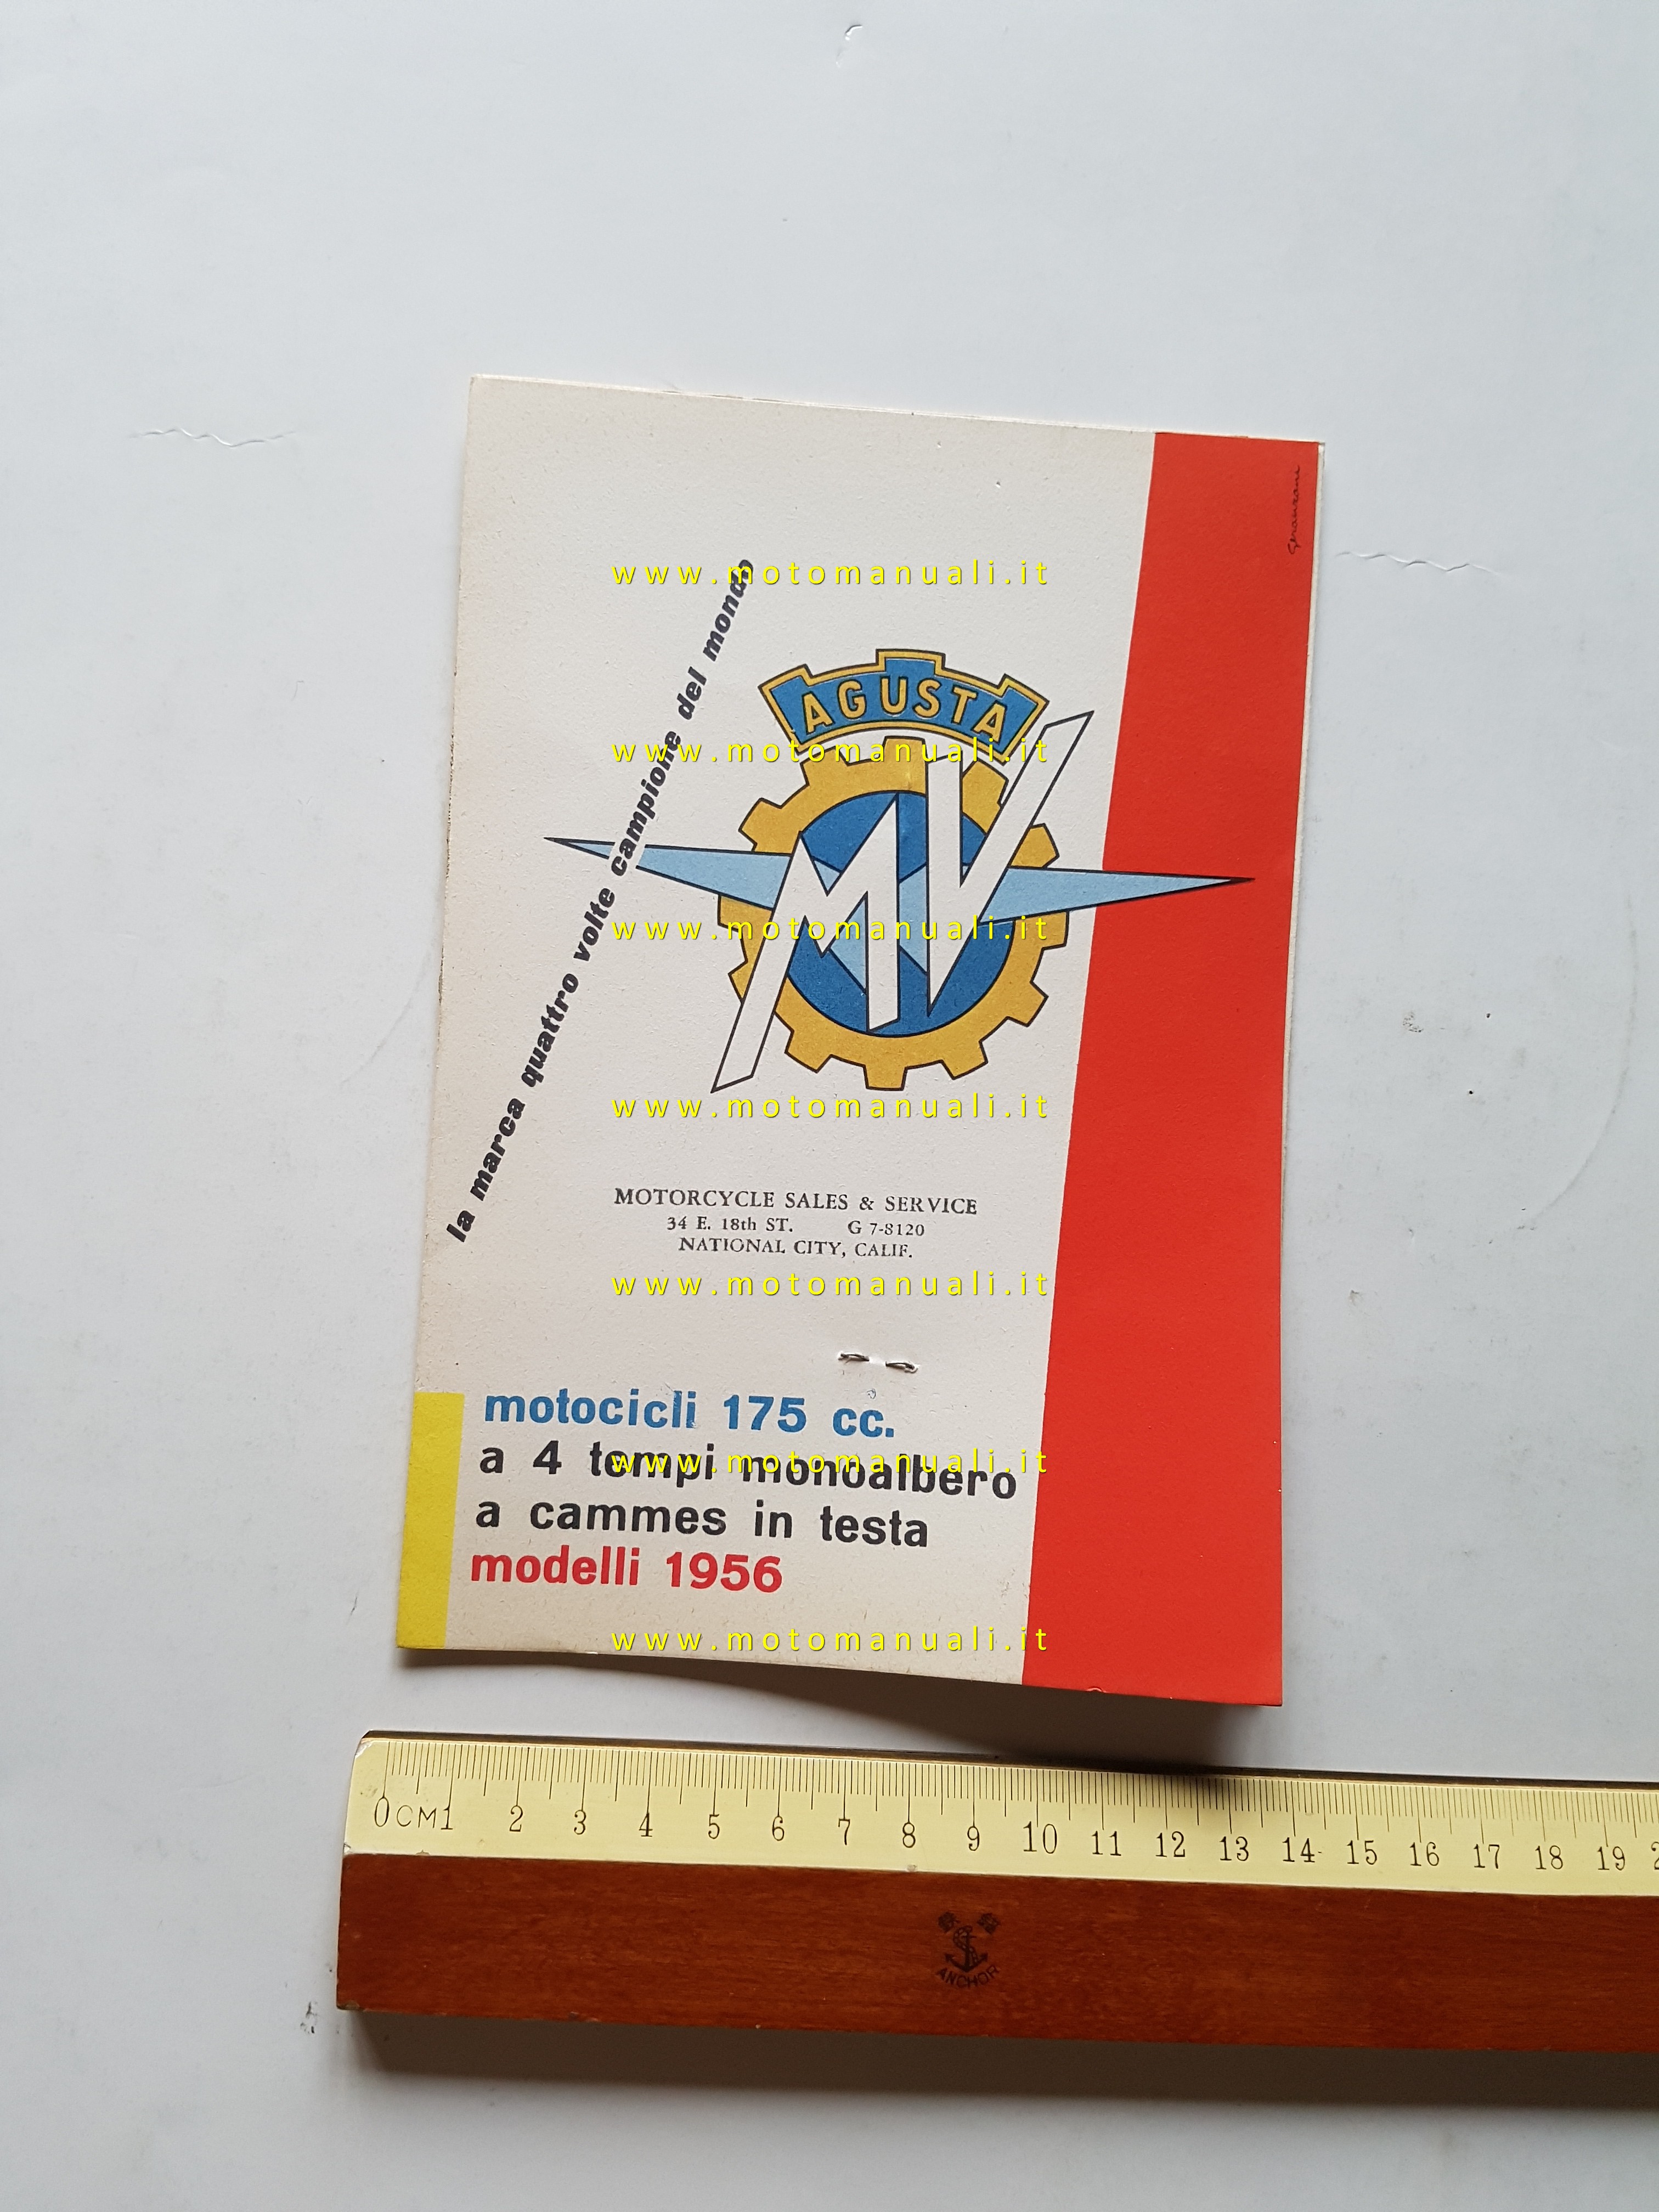 geranzani
www.motomanuali.it
la marca quattro volte campione del mondo
AGUSTA
www.motomanuali.it
MV
www.motomanuali.it
www.motomanuali.it
MOTORCYCLE SALES & SERVICE
34 E. 18th ST. G 7-8120
NATIONAL CITY, CALIF.
www.motomanuali.it
motocicli 175 cc.
a 4 tempi monoalbero
www.motomanuali.it
a cammes in testa
modelli 1956
www.motomanuali.it
0CM1 2 3 4 5 6 7 8 9 10 11 12 13 14 15 16 17 18 19
ANCHOR